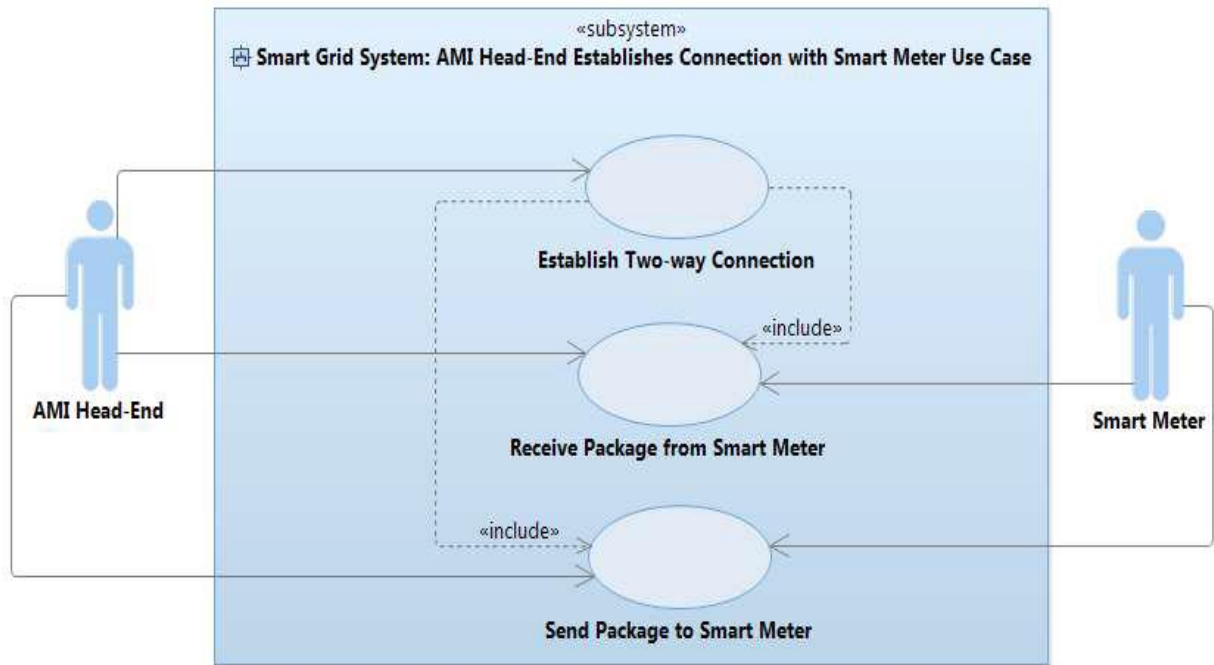 «subsystem»
Smart Grid System: AMI Head-End Establishes Connection with Smart Meter Use Case
Establish Two-way Connection
«include»
AMI Head-End
Smart Meter
Receive Package from Smart Meter
«include»
Send Package to Smart Meter